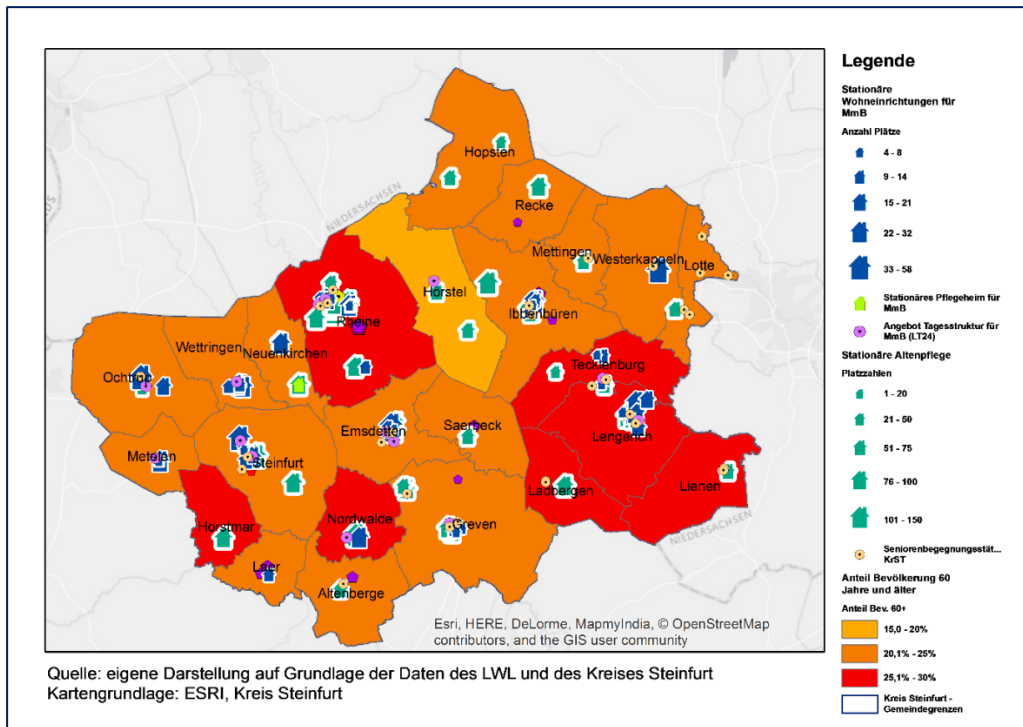 Hopsten
NIEDERSACHSEN
Recke
Mettingen
Westerkappeln
Lotte
Hörstel
Ibbenbüren
Rheine
Wettringen
Neuenkirchen
Ochtrup
Tecklenburg
Emsdetten
Saerbeck
Lengerich
Metelen
Steinfurt
Lienen
Ladbergen
Nordwalde
Horstmar
Greven
NIEDERSACHSEN
Laer
Altenberge
Esri, HERE, DeLorme, MapmyIndia, © OpenStreetMap
contributors, and the GIS user community
Quelle: eigene Darstellung auf Grundlage der Daten des LWL und des Kreises Steinfurt
Kartengrundlage: ESRI, Kreis Steinfurt
Legende
Stationäre
Wohneinrichtungen für
MmB
Anzahl Plätze
4 - 8
9 - 14
15 - 21
22 - 32
33 - 58
Stationäres Pflegeheim für
MmB
Angebot Tagesstruktur für
MmB (LT24)
Stationäre Altenpflege
Platzzahlen
1 - 20
21 - 50
51 - 75
76 - 100
101 - 150
Seniorenbegegnungsstät...
KrST
Anteil Bevölkerung 60
Jahre und älter
Anteil Bev. 60+
15,0 - 20%
20,1% - 25%
25,1% - 30%
Kreis Steinfurt -
Gemeindegrenzen